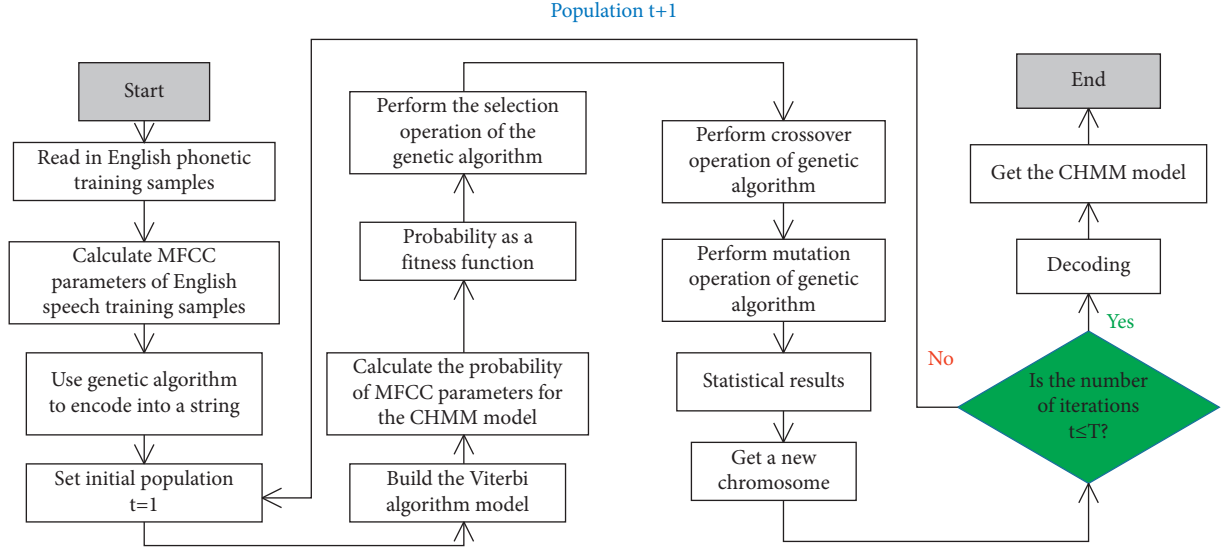 Population t+1
Start
Read in English phonetic
training samples
Calculate MFCC
parameters of English
speech training samples
Use genetic algorithm
to encode into a string
Set initial population
t=1
Perform the selection
operation of the
genetic algorithm
Probability as a
fitness function
Calculate the probability
of MFCC parameters for
the CHMM model
Build the Viterbi
algorithm model
Perform crossover
operation of genetic
algorithm
Perform mutation
operation of genetic
algorithm
Statistical results
Get a new
chromosome
End
Get the CHMM model
Decoding
Yes
No
Is the number
of iterations
t≤T?